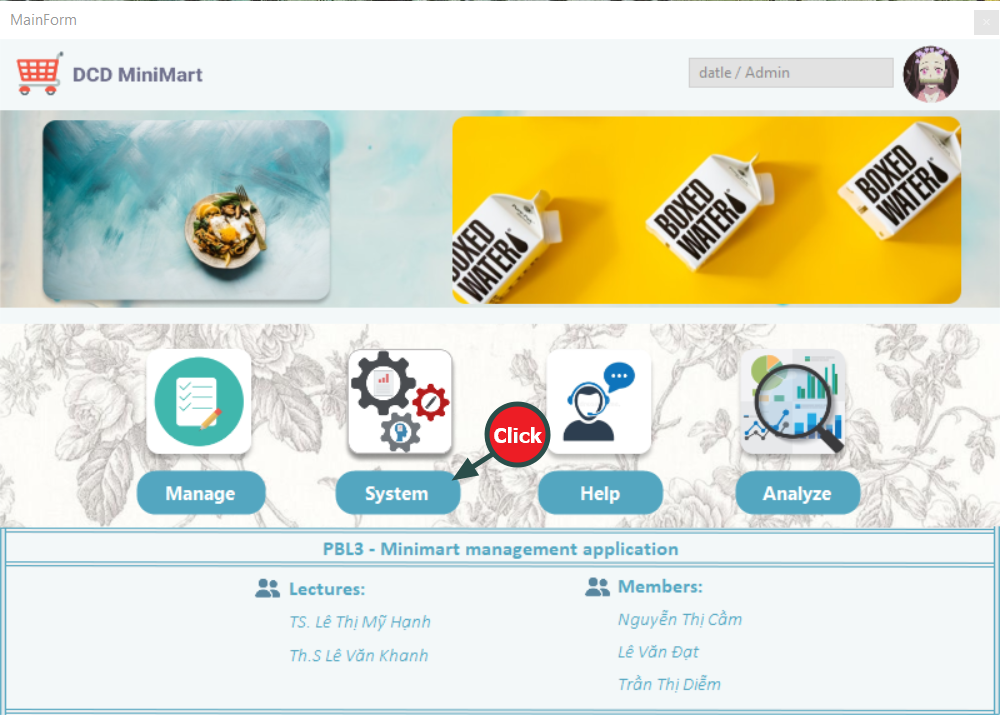 MainForm
DCD MiniMart
datle / Admin
BOXED
WATER
BOXED
WATER
BOXED
WATER
Click
Manage
System
Help
Analyze
PBL3 - Minimart management application
Lectures:
TS. Lê Thị Mỹ Hạnh
Th.S Lê Văn Khanh
Members:
Nguyễn Thị Cẩm
Lê Văn Đạt
Trần Thị Diễm